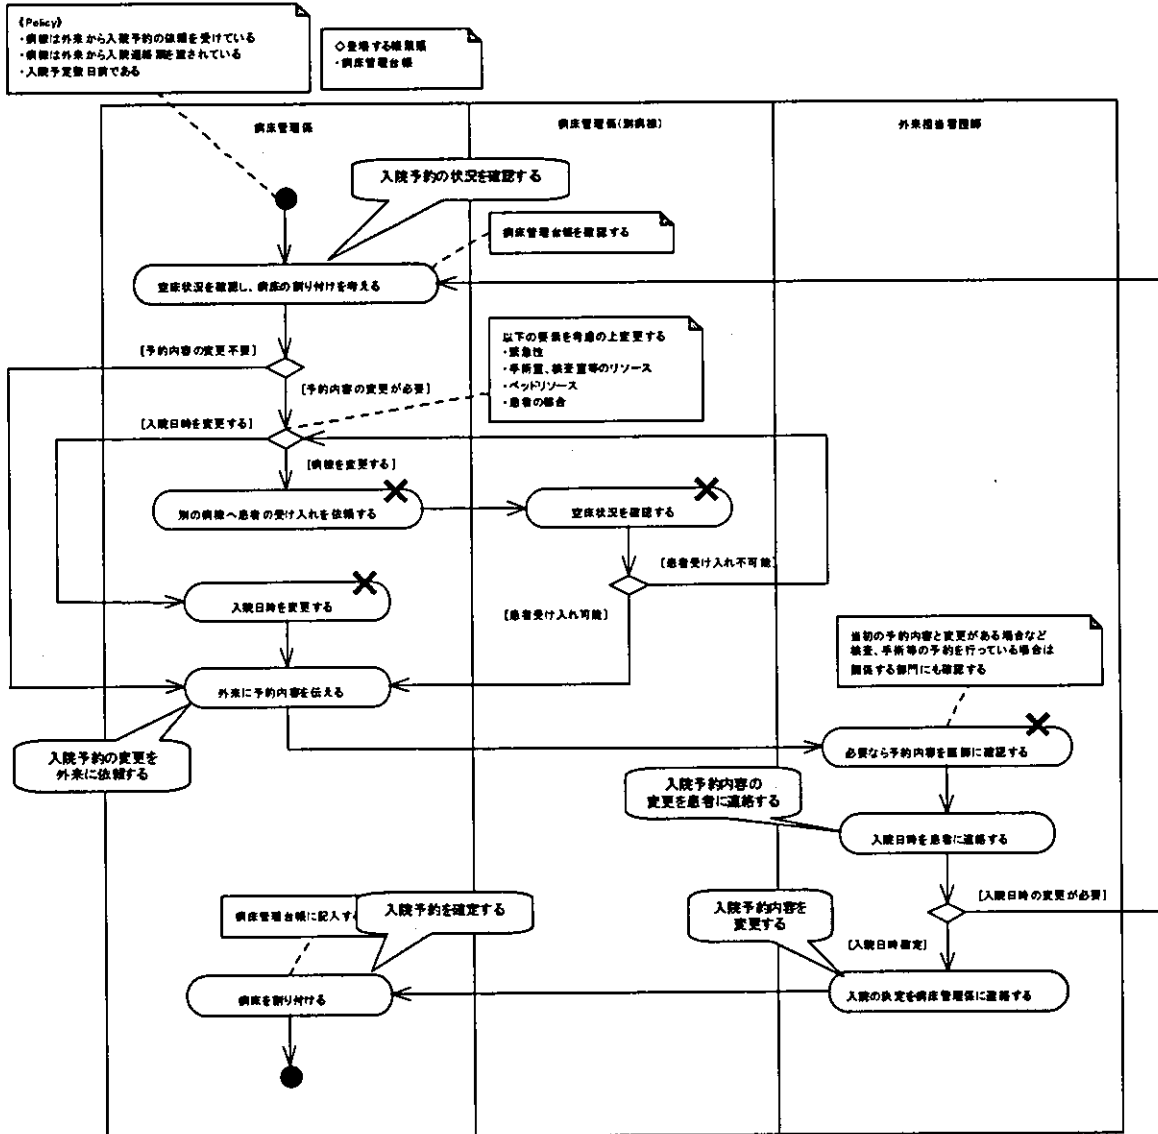 《Policy》
・病棟は外来から入院予約の依頼を受けている
・病棟は外来から入院連絡票を渡されている
・入院予定数日前である
◇登場する帳票類
・病床管理台帳
病床管理係
病床管理係(別病棟)
外来担当看護師
入院予約の状況を確認する
病床管理台帳を確認する
空床状況を確認し、病床の割り付けを考える
以下の要素を考慮の上変更する
・緊急性
・手術室、検査室等のリソース
・ベッドリソース
・患者の都合
[予約内容の変更不要]
[予約内容の変更が必要]
[入院日時を変更する]
[病棟を変更する]
別の病棟へ患者の受け入れを依頼する
空床状況を確認する
[患者受け入れ不可能]
入院日時を変更する
[患者受け入れ可能]
当初の予約内容と変更がある場合など
検査、手術等の予約を行っている場合は
関係する部門にも確認する
外来に予約内容を伝える
入院予約の変更を
外来に依頼する
必要なら予約内容を医師に確認する
入院予約内容の
変更を患者に連絡する
入院日時を患者に連絡する
[入院日時の変更が必要]
病床管理台帳に記入する
入院予約を確定する
入院予約内容を
変更する
[入院日時確定]
病床を割り付ける
入院の決定を病床管理係に連絡する